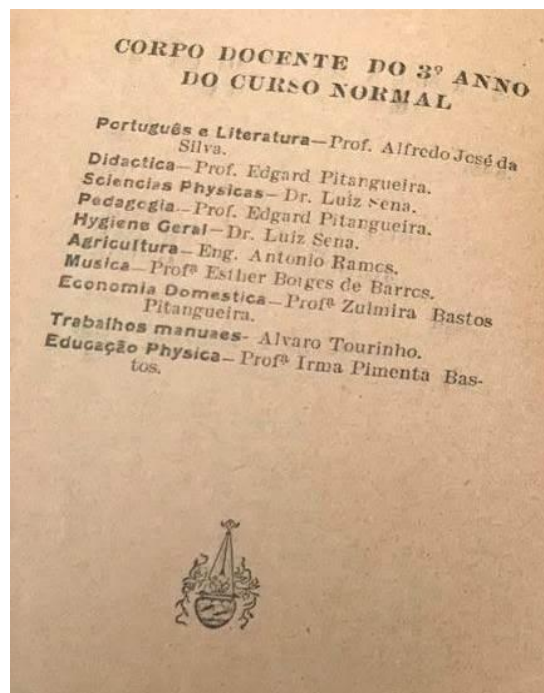 CORPO DOCENTE DO 3º ANNO
DO CURSO NORMAL
Portuguès e Literatura—Prof. Alfredo José da
Silva.
Didactica—Prof. Edgard Pitangueira.
Sciencias Physicas—Dr. Luiz Sena.
Pedagogia—Prof. Edgard Pitangueira.
Hygiene Geral—Dr. Luiz Sena.
Agricultura—Eng. Antonio Ramos.
Musica—Profª Esther Borges de Barros.
Economia Domestica—Profª Zulmira Bastos
Pitangueira.
Trabalhos manuaes- Alvaro Tourinho.
Educação Physica—Profª Irma Pimenta Bas-
tos.